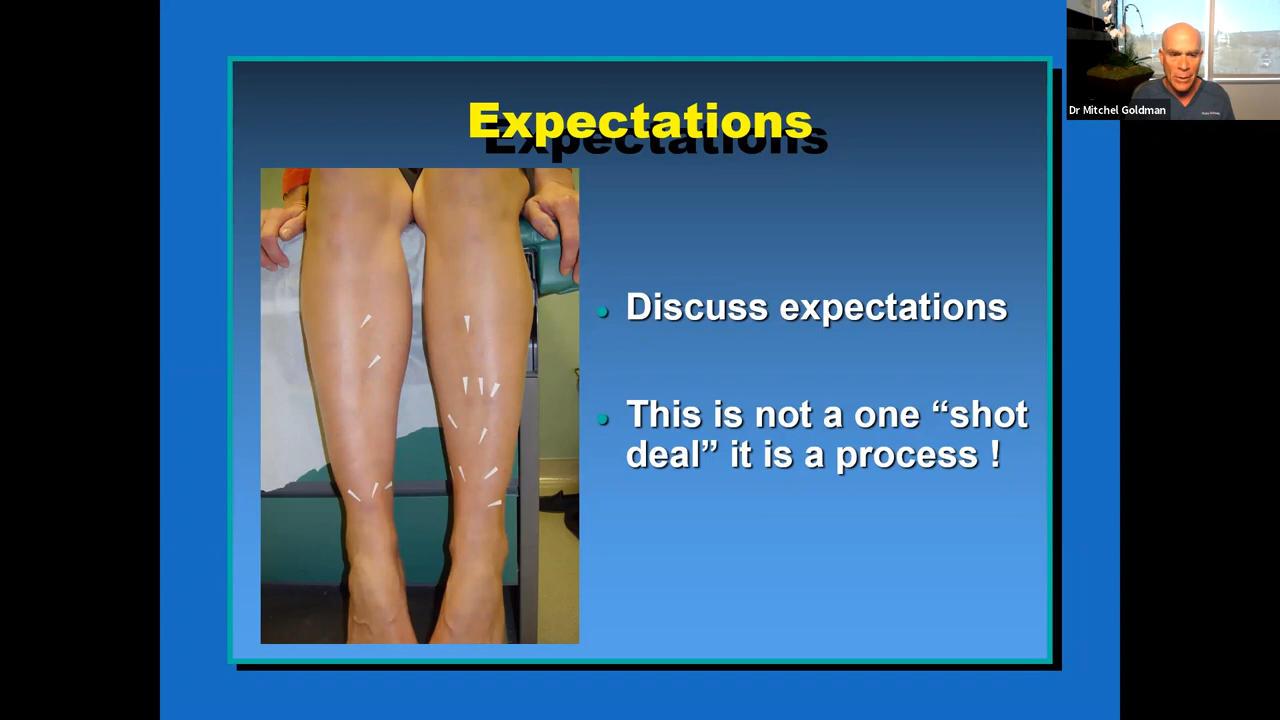 Expectations
Discuss expectations
This is not a one “shot
deal” it is a process !
Dr Mitchel Goldman